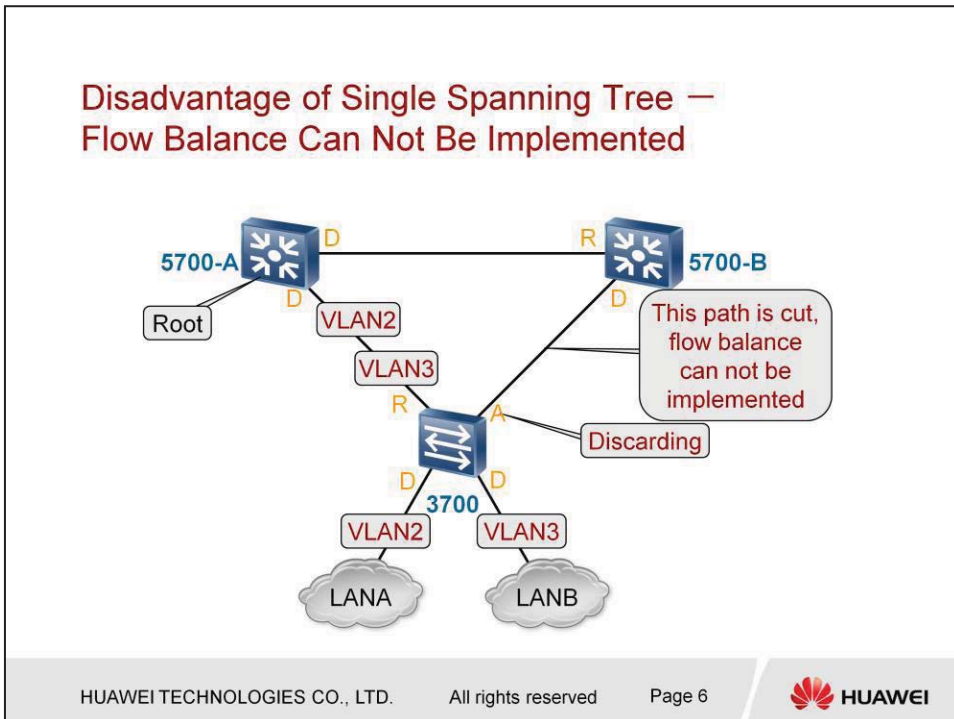 Disadvantage of Single Spanning Tree —
Flow Balance Can Not Be Implemented
D
R
5700-A
5700-B
D
D
Root
VLAN2
This path is cut,
flow balance
can not be
implemented
VLAN3
R
A
Discarding
D
D
3700
VLAN2
VLAN3
LANA
LANB
HUAWEI TECHNOLOGIES CO., LTD.
All rights reserved
Page 6
HUAWEI